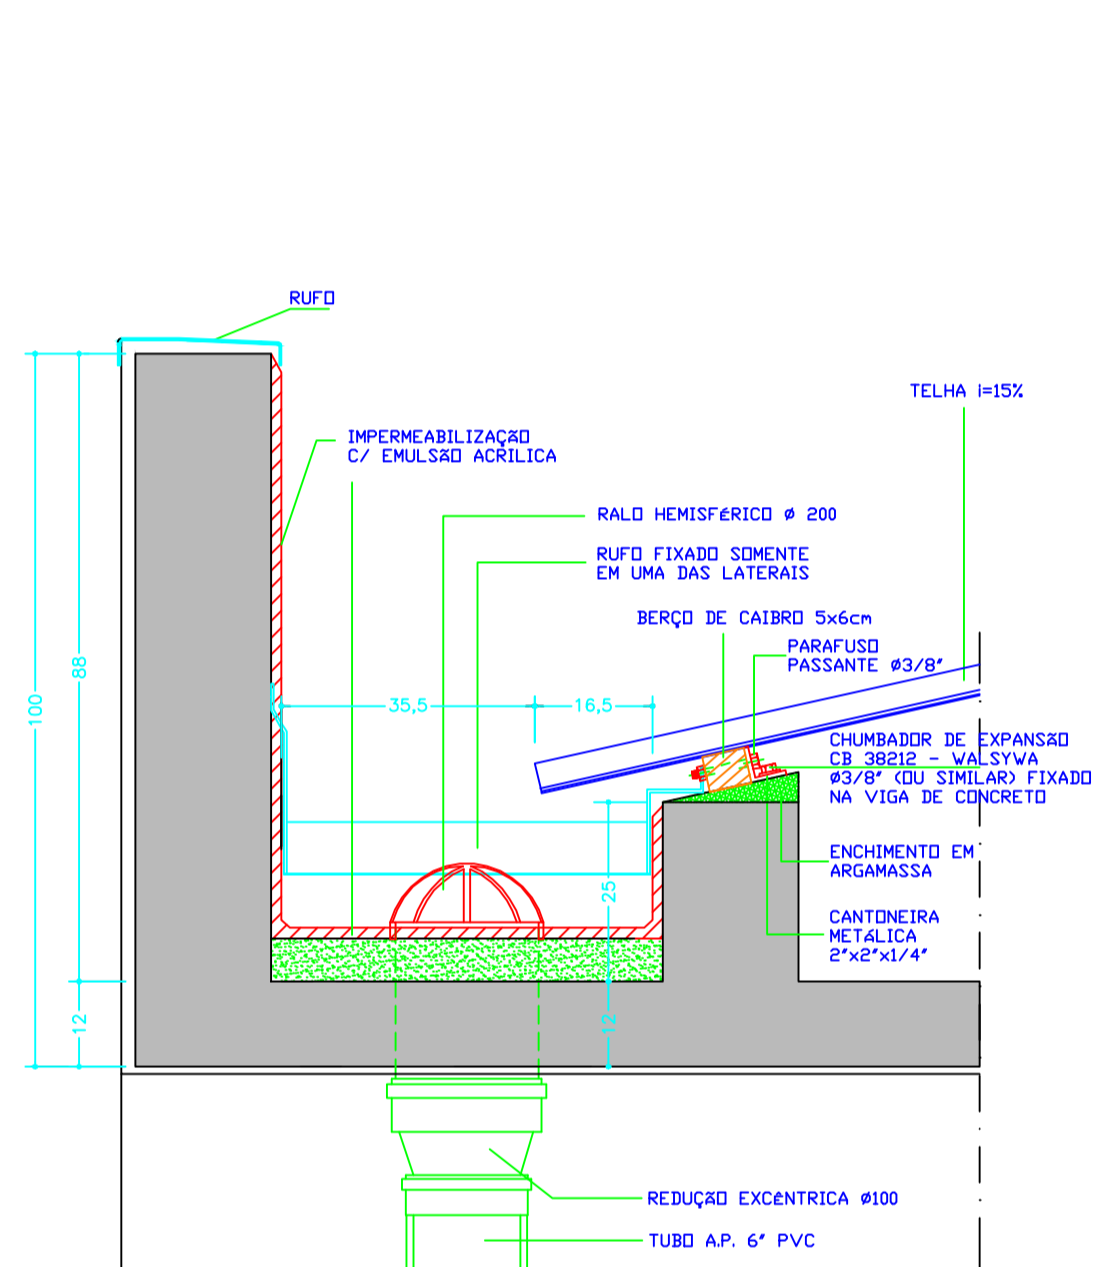 RUFO
TELHA i=15%
IMPERMEABILIZAÇÃO
C/ EMULSÃO ACRILICA
RALO HEMISFÉRICO Ø 200
RUFO FIXADO SOMENTE
EM UMA DAS LATERAIS
BERÇO DE CAIBRO 5x6cm
PARAFUSO
PASSANTE Ø3/8"
88
100
35,5
16,5
CHUMBADOR DE EXPANSÃO
CB 38212 - WALSYWA
Ø3/8" (OU SIMILAR) FIXADO
NA VIGA DE CONCRETO
ENCHIMENTO EM
ARGAMASSA
25
CANTONEIRA
METÁLICA
2"x2"x1/4"
12
12
REDUÇÃO EXCÊNTRICA Ø100
TUBO A.P. 6" PVC